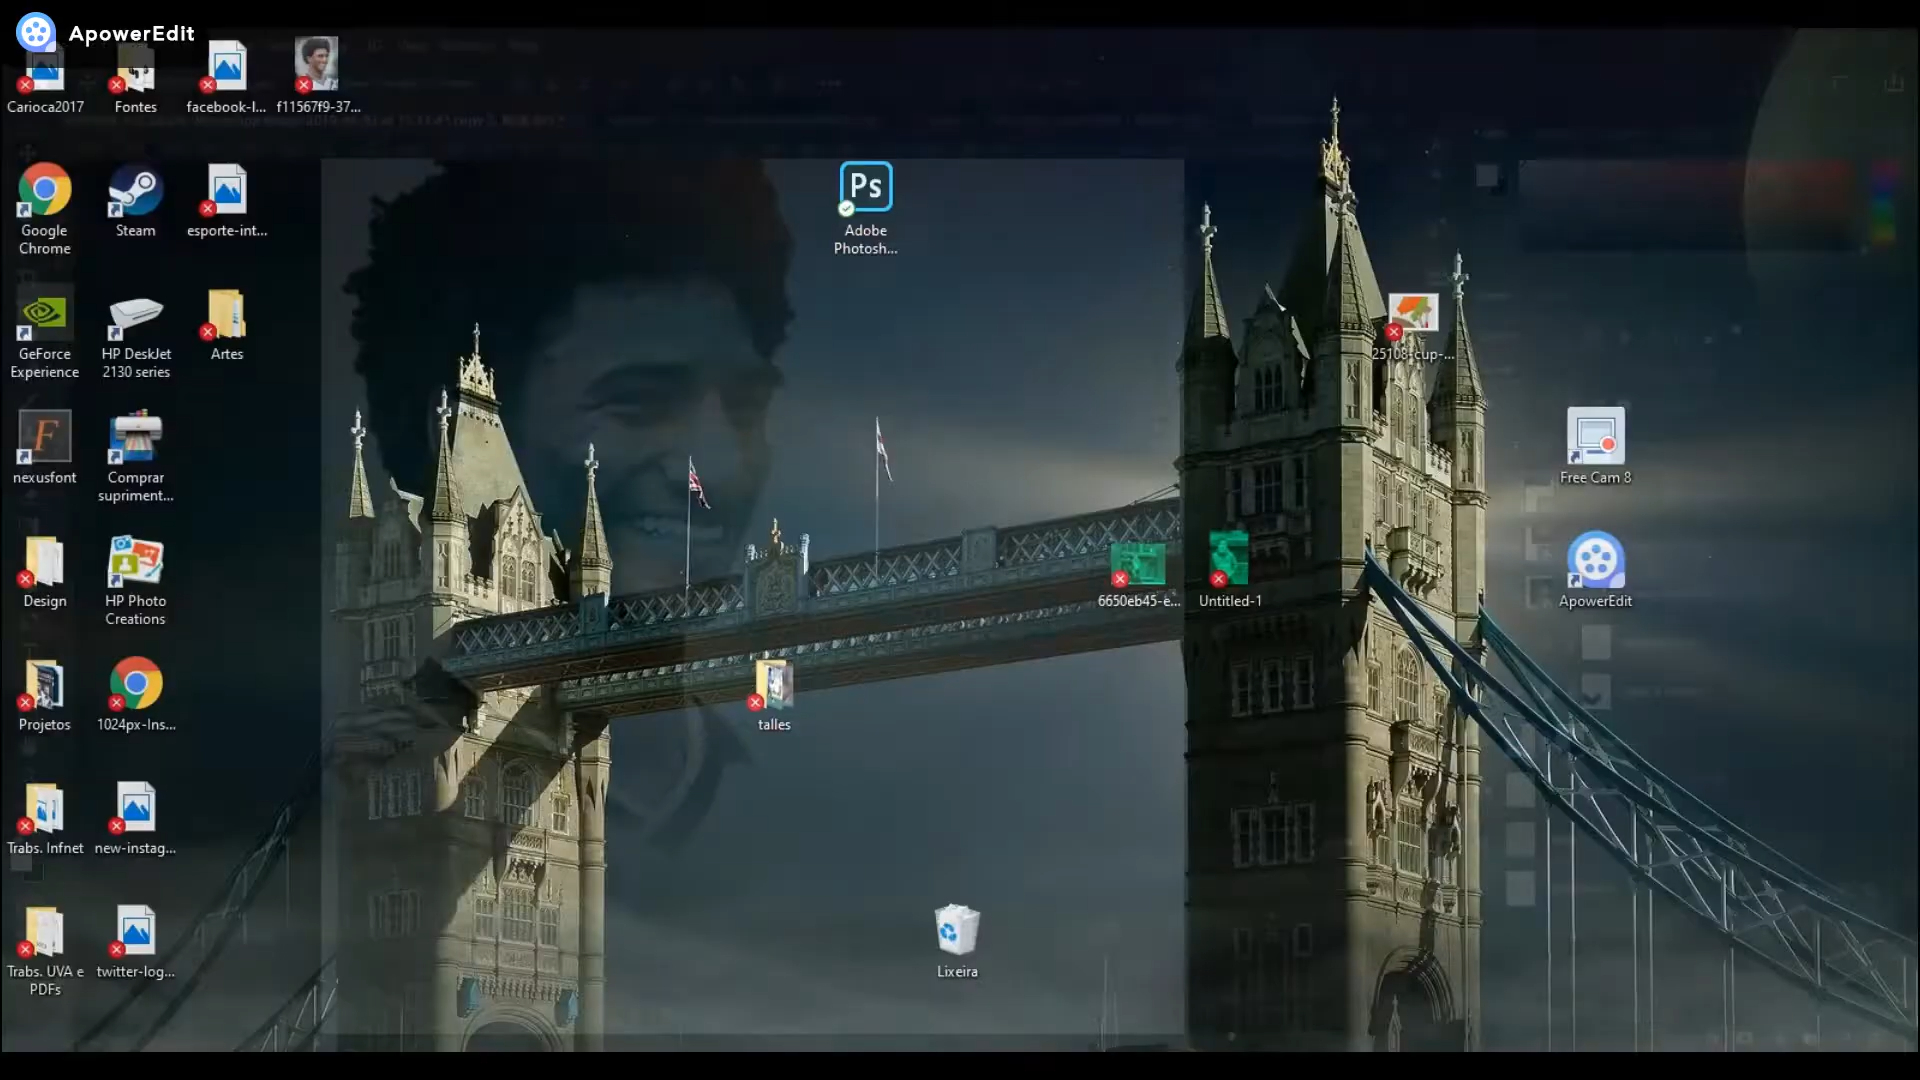 ApowerEdit
Carioca2017
Fontes
facebook-l...
f11567f9-37...
Google
Chrome
Steam
esporte-int...
Ps
Adobe
Photosh...
GeForce
Experience
HP DeskJet
2130 series
Artes
25108-cup-...
nexusfont
Comprar
supriment...
Free Cam 8
Design
HP Photo
Creations
6650eb45-e...
Untitled-1
ApowerEdit
Projetos
1024px-Ins...
talles
Trabs. Infnet
new-instag...
Trabs. UVA e
PDFs
twitter-log...
Lixeira